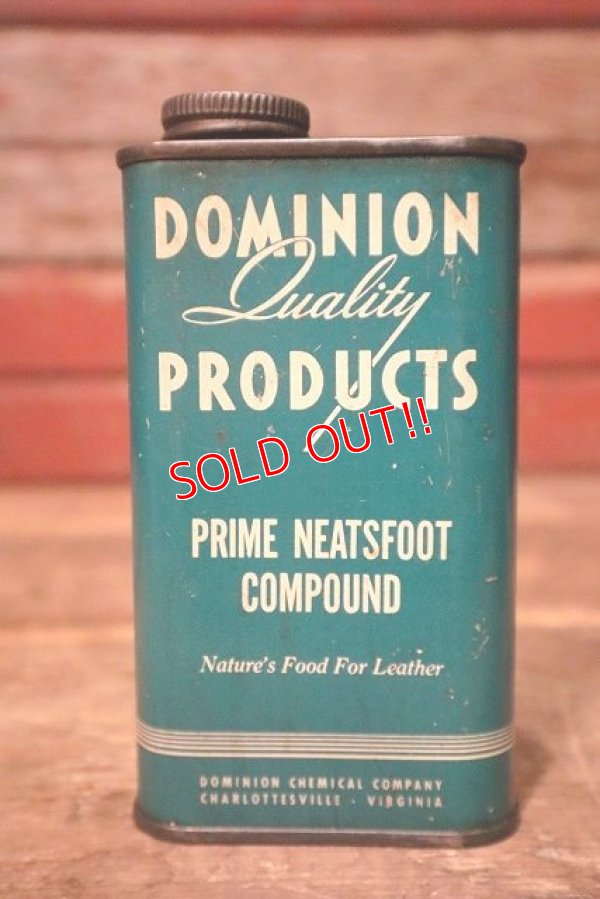 DOMINION
Quality
PRODUCTS
SOLD OUT!!
PRIME NEATSFOOT
COMPOUND
Nature's Food For Leather
DOMINION CHEMICAL COMPANY
CHARLOTTESVILLE - VIRGINIA